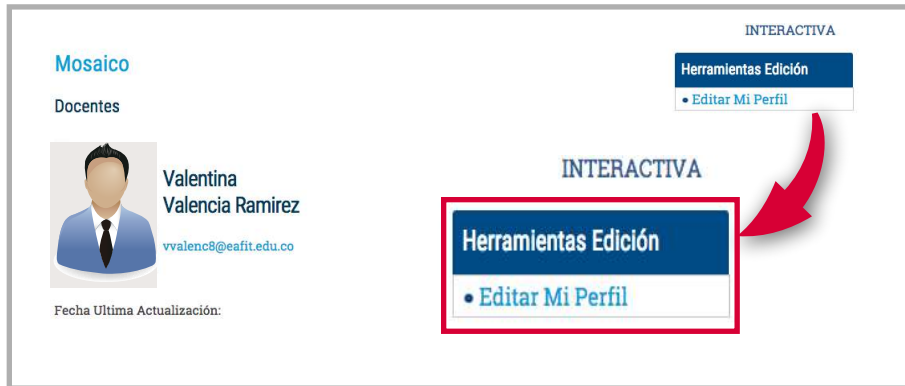 INTERACTIVA
Mosaico
Herramientas Edición
• Editar Mi Perfil
Docentes
Valentina
Valencia Ramirez
vvalenc8@eafit.edu.co
Fecha Ultima Actualización:
INTERACTIVA
Herramientas Edición
• Editar Mi Perfil